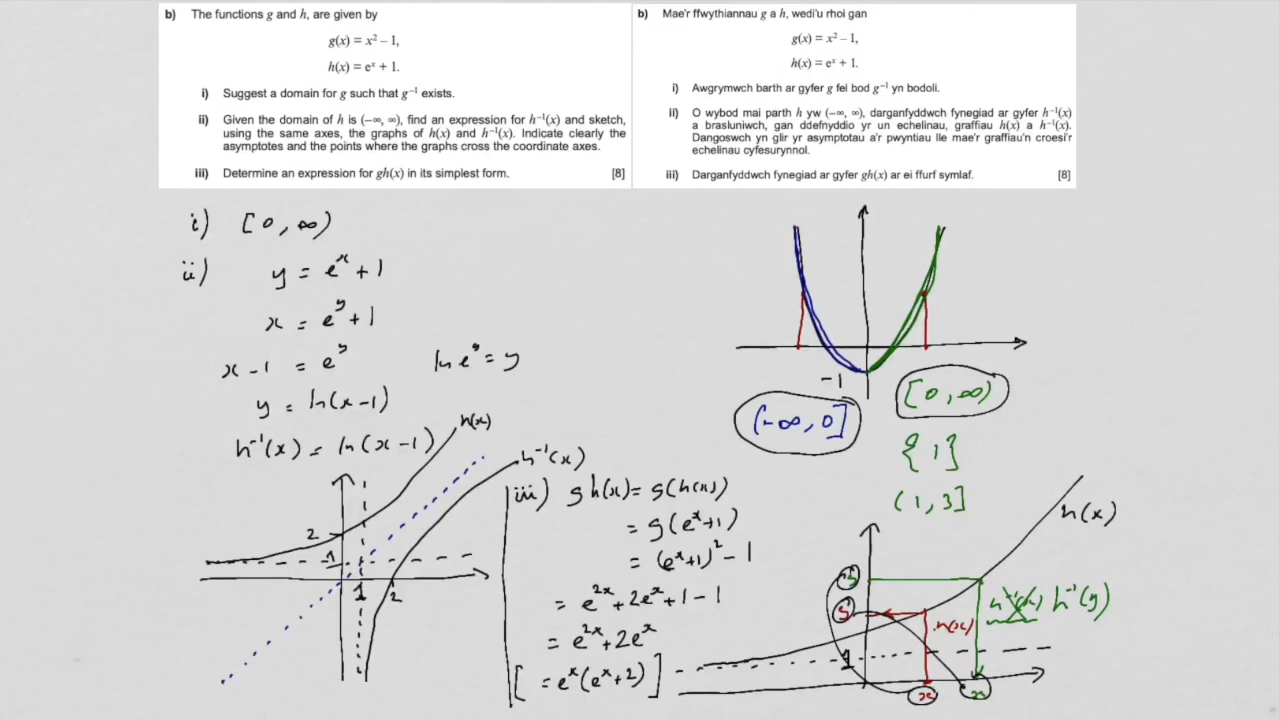 b) The functions g and h, are given by
g(x) = x² – 1,
h(x) = eˣ + 1.
i) Suggest a domain for g such that g⁻¹ exists.
ii) Given the domain of h is (–∞, ∞), find an expression for h⁻¹(x) and sketch,
using the same axes, the graphs of h(x) and h⁻¹(x). Indicate clearly the
asymptotes and the points where the graphs cross the coordinate axes.
iii) Determine an expression for gh(x) in its simplest form. [8]
b) Mae'r ffwythiannau g a h, wedi'u rhoi gan
g(x) = x² – 1,
h(x) = eˣ + 1.
i) Awgrymwch barth ar gyfer g fel bod g⁻¹ yn bodoli.
ii) O wybod mai parth h yw (–∞, ∞), darganfyddwch fynegiad ar gyfer h⁻¹(x)
a brasluniwch, gan ddefnyddio yr un echelinau, graffiau h(x) a h⁻¹(x).
Dangoswch yn glir yr asymptotau a'r pwyntiau lle mae'r graffiau'n croesi'r
echelinau cyfesurynnol.
iii) Darganfyddwch fynegiad ar gyfer gh(x) ar ei ffurf symlaf. [8]
i) [0, ∞)
ii) y = eˣ + 1
x = eʸ + 1
x - 1 = eʸ ln eʸ = y
y = ln(x-1)
h⁻¹(x) = ln(x-1)
h(x)
h⁻¹(x)
2
1
1
2
iii) gh(x) = g(h(x))
= g(eˣ+1)
= (eˣ+1)² - 1
= e²ˣ + 2eˣ + 1 - 1
= e²ˣ + 2eˣ
[ = eˣ(eˣ+2) ]
-1
(-∞, 0]
[0, ∞)
{1]
(1, 3]
h(x)
y
h⁻¹(x) h⁻¹(y)
y
h(x)
1
x
x